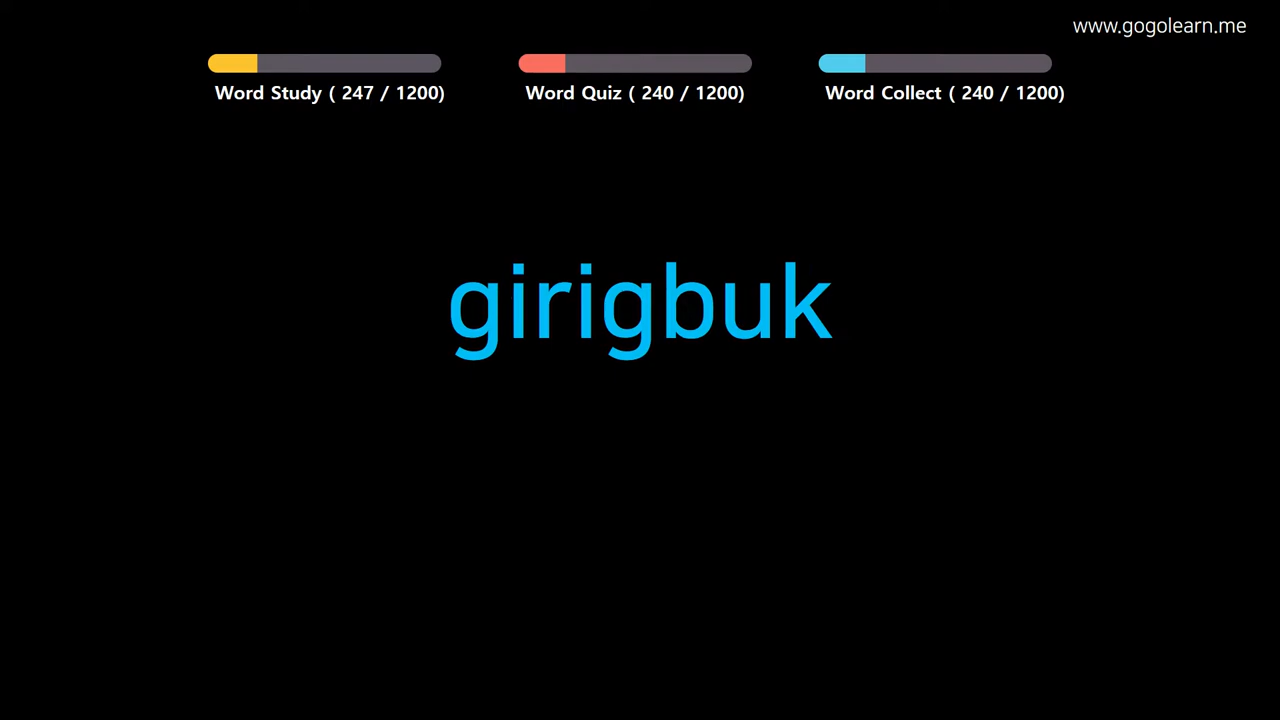 www.gogolearn.me
Word Study ( 247 / 1200)
Word Quiz ( 240 / 1200)
Word Collect ( 240 / 1200)
girigbuk